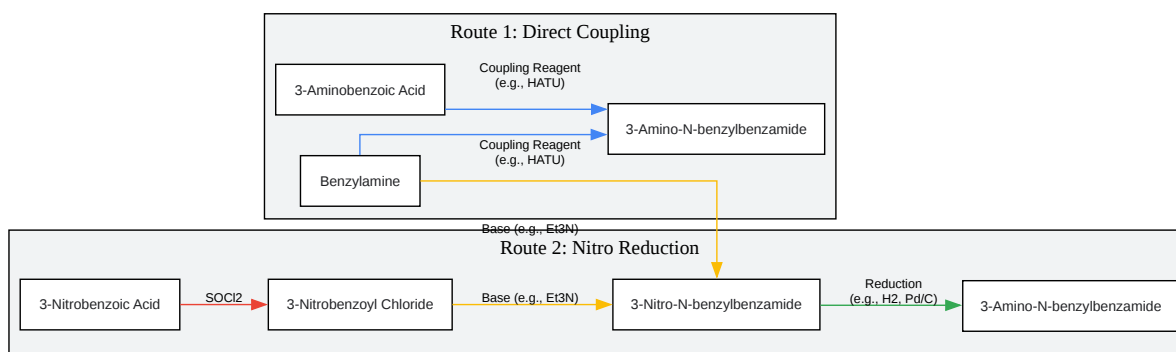 Route 1: Direct Coupling
3-Aminobenzoic Acid
Coupling Reagent
(e.g., HATU)
3-Amino-N-benzylbenzamide
Coupling Reagent
(e.g., HATU)
Benzylamine
Base (e.g., Et3N)
Route 2: Nitro Reduction
3-Nitrobenzoic Acid
SOCl2
3-Nitrobenzoyl Chloride
Base (e.g., Et3N)
3-Nitro-N-benzylbenzamide
Reduction
(e.g., H2, Pd/C)
3-Amino-N-benzylbenzamide